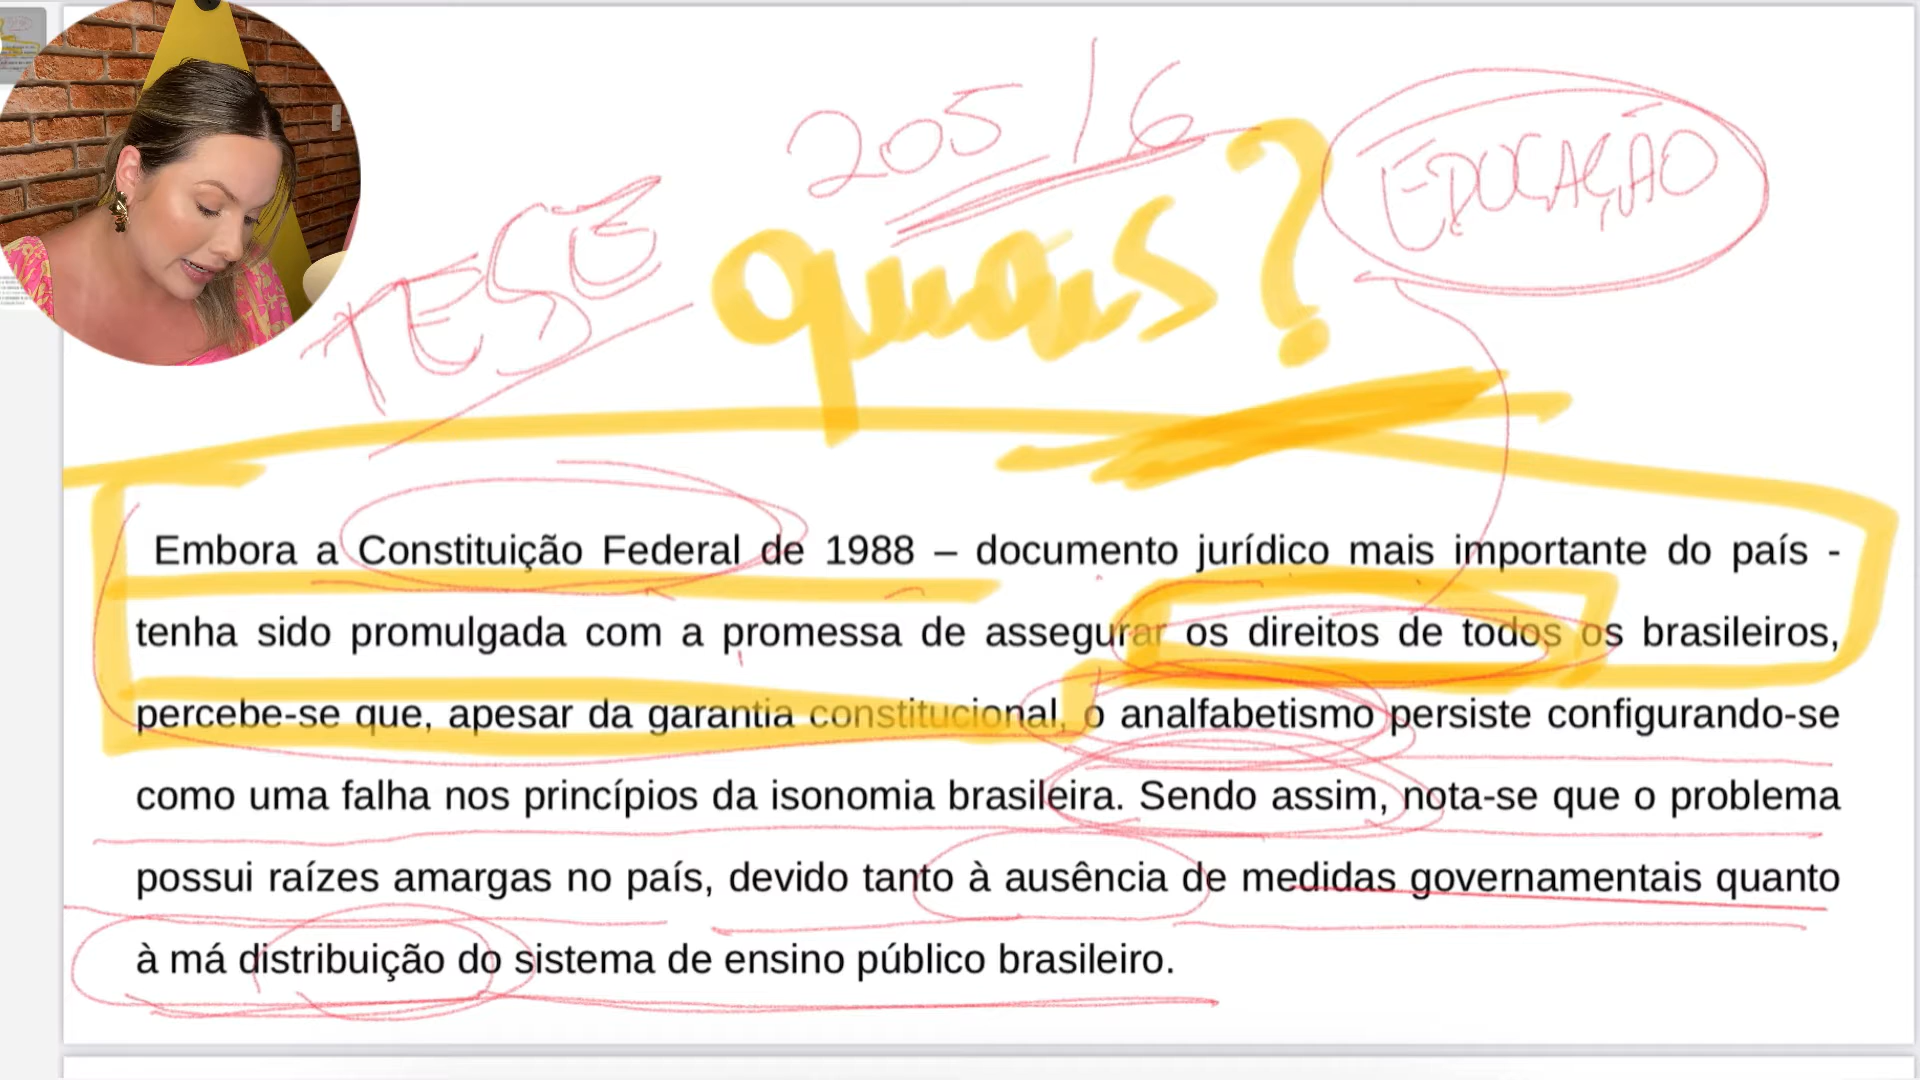 205/6
EDUCAÇÃO
TESE
quais?
Embora a Constituição Federal de 1988 – documento jurídico mais importante do país -
tenha sido promulgada com a promessa de assegurar os direitos de todos os brasileiros,
percebe-se que, apesar da garantia constitucional, o analfabetismo persiste configurando-se
como uma falha nos princípios da isonomia brasileira. Sendo assim, nota-se que o problema
possui raízes amargas no país, devido tanto à ausência de medidas governamentais quanto
à má distribuição do sistema de ensino público brasileiro.